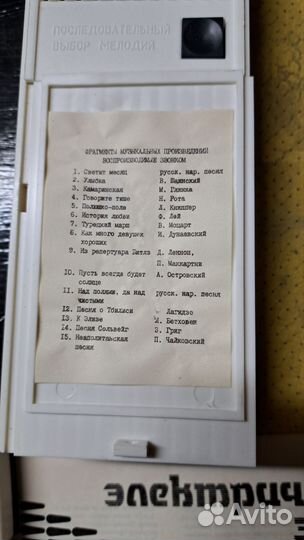 ПОСЛЕДОВАТЕЛЬНЫЙ
ВЫБОР МЕЛОДИЙ
ФРАГМЕНТЫ МУЗЫКАЛЬНЫХ ПРОИЗВЕДЕНИЙ
ВОСПРОИЗВОДИМЫЕ ЗВОНКОМ
1. Светит месяц русск. нар. песня
2. Улыбка В. Шаинский
3. Камаринская М. Глинка
4. Говорите тише Н. Рота
5. Полюшко-поле Л. Книппер
6. История любви Ф. Лей
7. Турецкий марш В. Моцарт
8. Как много девушек И. Дунаевский
хороших
9. Из репертуара Битлз Д. Леннон,
П. Маккартни
10. Пусть всегда будет А. Островский
солнце
11. Над полями, да над русск. нар. песня
чистыми
12. Песня о Тбилиси Лагидзе
13. К Элизе Бетховен
14. Песня Сольвейг Э. Григ
15. Неаполитанская П. Чайковский
песня
электрич
Avito